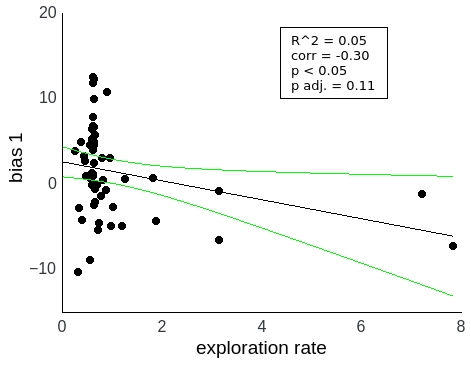 20
10
0
−10
bias 1
R^2 = 0.05
corr = -0.30
p < 0.05
p adj. = 0.11
0 2 4 6 8
exploration rate